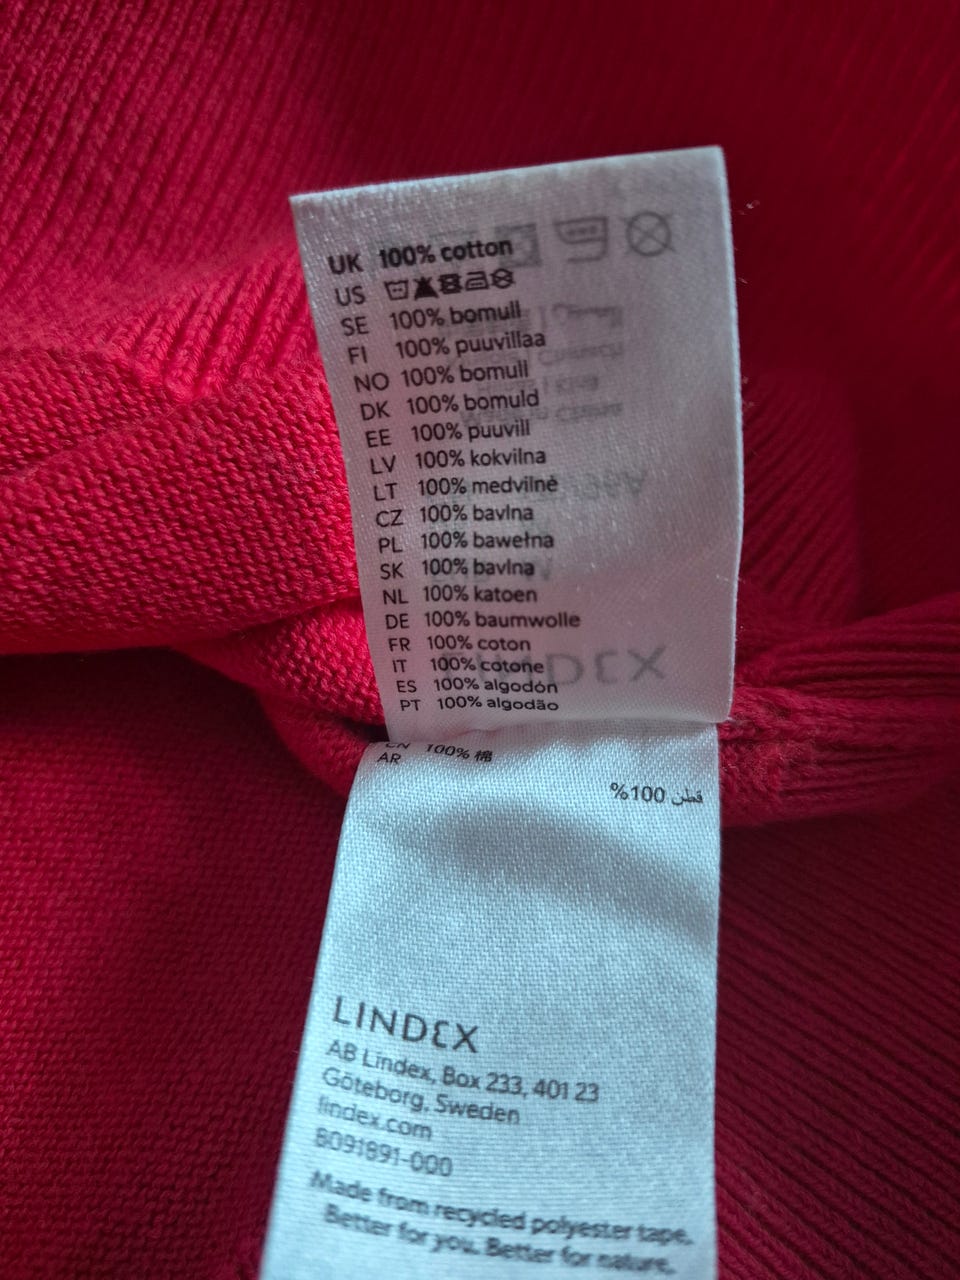 UK 100% cotton
US
SE 100% bomull
FI 100% puuvillaa
NO 100% bomull
DK 100% bomuld
EE 100% puuvill
LV 100% kokvilna
LT 100% medvilnė
CZ 100% bavlna
PL 100% bawełna
SK 100% bavlna
NL 100% katoen
DE 100% baumwolle
FR 100% coton
IT 100% cotone
ES 100% algodón
PT 100% algodão
100% 棉
AR %100 قطن
LINDEX
AB Lindex, Box 233, 401 23
Göteborg, Sweden
lindex.com
8091891-000
Made from recycled polyester tape.
Better for you. Better for nature.